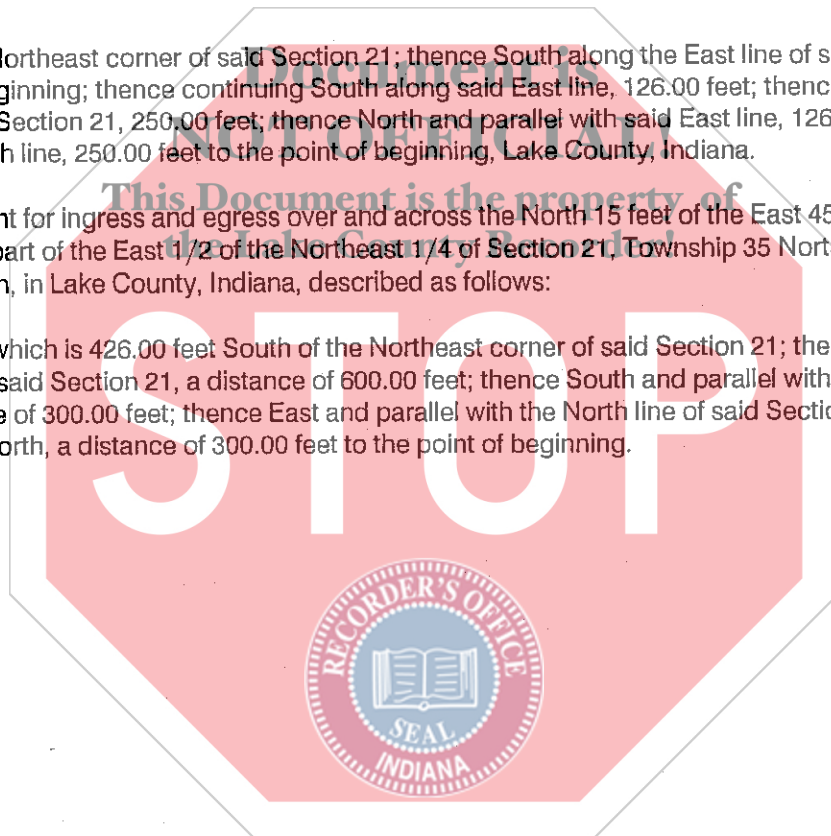 Northeast corner of said Section 21; thence South along the East line of s
ginning; thence continuing South along said East line, 126.00 feet; thenc
Section 21, 250.00 feet; thence North and parallel with said East line, 126
h line, 250.00 feet to the point of beginning, Lake County, Indiana.
nt for ingress and egress over and across the North 15 feet of the East 45
part of the East 1/2 of the Northeast 1/4 of Section 21, Township 35 Nort
n, in Lake County, Indiana, described as follows:
which is 426.00 feet South of the Northeast corner of said Section 21; the
said Section 21, a distance of 600.00 feet; thence South and parallel with
e of 300.00 feet; thence East and parallel with the North line of said Sectio
orth, a distance of 300.00 feet to the point of beginning.
Document is
NOT OFFICIAL!
This Document is the property of
the Lake County Recorder!
STOP
RECORDER'S OFFICE
SEAL
INDIANA